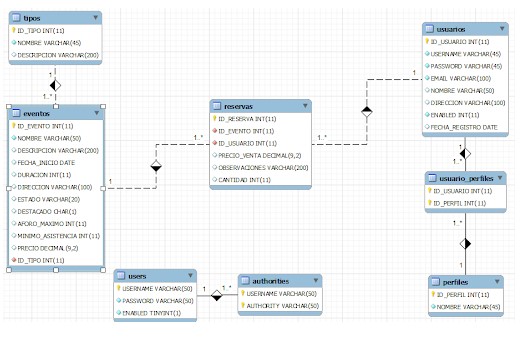 tipos
ID_TIPO INT(11)
NOMBRE VARCHAR(45)
DESCRIPCION VARCHAR(200)
1
1..*
eventos
ID_EVENTO INT(11)
NOMBRE VARCHAR(50)
DESCRIPCION VARCHAR(200)
FECHA_INICIO DATE
DURACION INT(11)
DIRECCION VARCHAR(100)
ESTADO VARCHAR(20)
DESTACADO CHAR(1)
AFORO_MAXIMO INT(11)
MINIMO_ASISTENCIA INT(11)
PRECIO DECIMAL(9,2)
ID_TIPO INT(11)
1
1..*
reservas
ID_RESERVA INT(11)
ID_EVENTO INT(11)
ID_USUARIO INT(11)
PRECIO_VENTA DECIMAL(9,2)
OBSERVACIONES VARCHAR(200)
CANTIDAD INT(11)
1..*
1
usuarios
ID_USUARIO INT(11)
USERNAME VARCHAR(45)
PASSWORD VARCHAR(45)
EMAIL VARCHAR(100)
NOMBRE VARCHAR(50)
DIRECCION VARCHAR(100)
ENABLED INT(11)
FECHA_REGISTRO DATE
1
1..*
usuario_perfiles
ID_USUARIO INT(11)
ID_PERFIL INT(11)
1..*
1
perfiles
ID_PERFIL INT(11)
NOMBRE VARCHAR(45)
users
USERNAME VARCHAR(50)
PASSWORD VARCHAR(50)
ENABLED TINYINT(1)
1
1..*
authorities
USERNAME VARCHAR(50)
AUTHORITY VARCHAR(50)